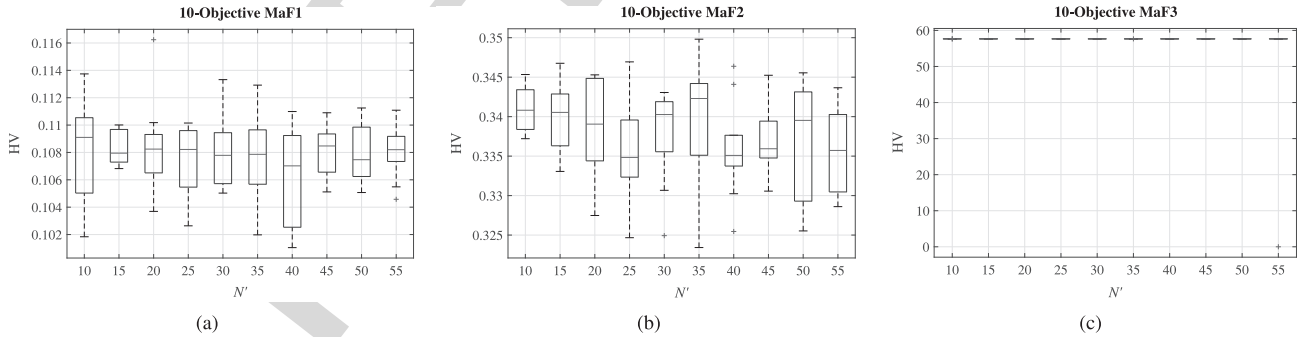 10-Objective MaF1
0.116
0.114
0.112
0.11
0.108
0.106
0.104
0.102
HV
10 15 20 25 30 35 40 45 50 55
N'
(a)
10-Objective MaF2
0.35
0.345
0.34
0.335
0.33
0.325
HV
10 15 20 25 30 35 40 45 50 55
N'
(b)
10-Objective MaF3
60
50
40
30
20
10
0
HV
10 15 20 25 30 35 40 45 50 55
N'
(c)